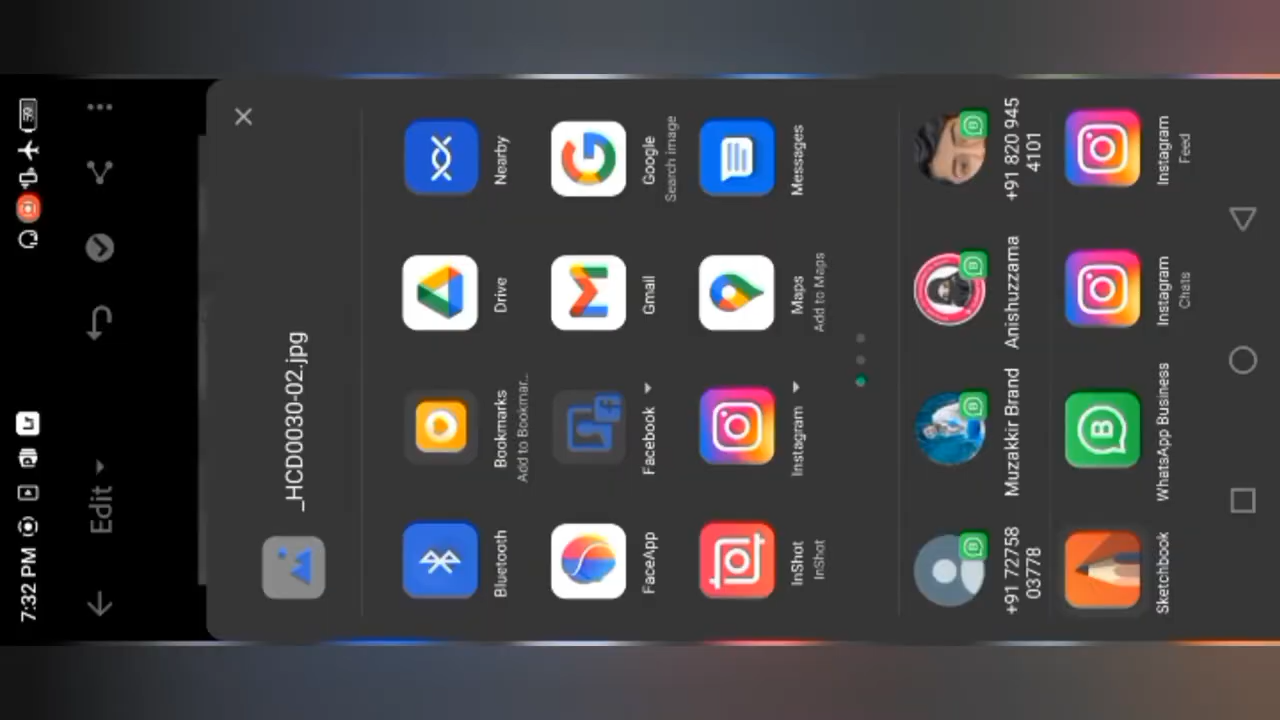 7:32 PM
59
Edit
_HCD0030-02.jpg
Bluetooth
Bookmarks
Add to Bookmar...
Drive
Nearby
FaceApp
Facebook
Gmail
Google
Search image
InShot
InShot
Instagram
Maps
Add to Maps
Messages
+91 72758
03778
Muzakkir Brand
Anishuzzama
+91 820 945
4101
Sketchbook
WhatsApp Business
Instagram
Chats
Instagram
Feed